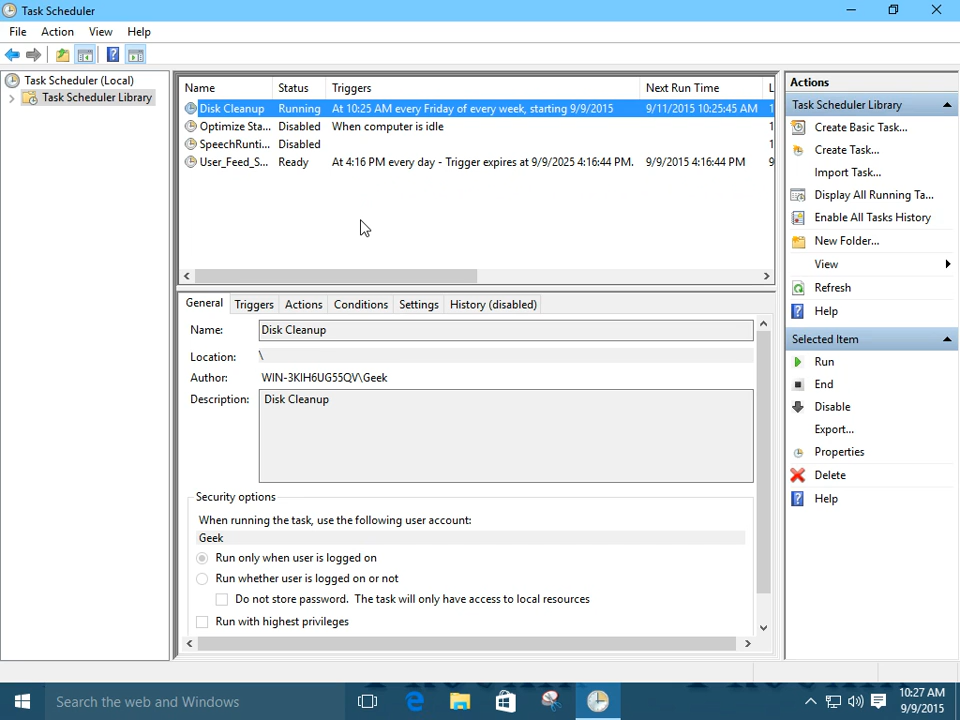 Task Scheduler
File Action View Help
Task Scheduler (Local)
Task Scheduler Library
Name Status Triggers Next Run Time L
Disk Cleanup Running At 10:25 AM every Friday of every week, starting 9/9/2015 9/11/2015 10:25:45 AM 1
Optimize Sta... Disabled When computer is idle 1
SpeechRunti... Disabled 1
User_Feed_S... Ready At 4:16 PM every day - Trigger expires at 9/9/2025 4:16:44 PM. 9/9/2015 4:16:44 PM 9
General Triggers Actions Conditions Settings History (disabled)
Name: Disk Cleanup
Location: \
Author: WIN-3KIH6UG55QV\Geek
Description: Disk Cleanup
Security options
When running the task, use the following user account:
Geek
Run only when user is logged on
Run whether user is logged on or not
Do not store password. The task will only have access to local resources
Run with highest privileges
Actions
Task Scheduler Library
Create Basic Task...
Create Task...
Import Task...
Display All Running Ta...
Enable All Tasks History
New Folder...
View
Refresh
Help
Selected Item
Run
End
Disable
Export...
Properties
Delete
Help
Search the web and Windows
10:27 AM
9/9/2015